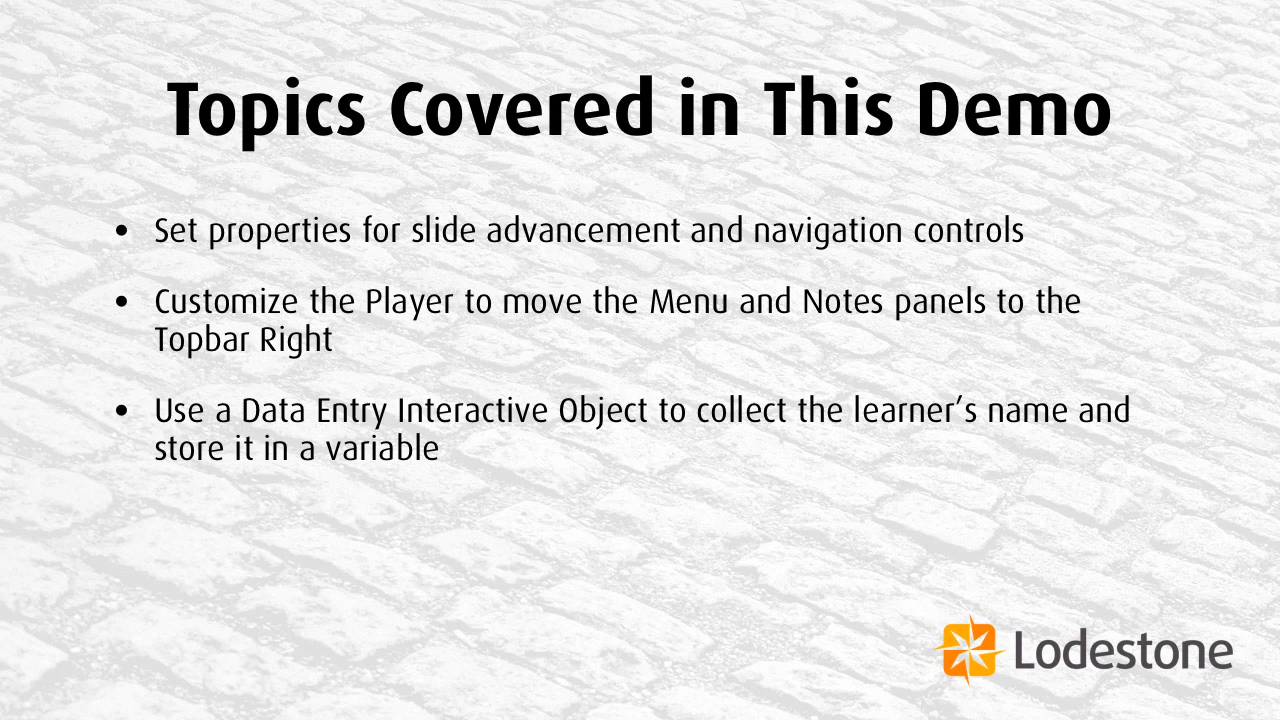 Topics Covered in This Demo
• Set properties for slide advancement and navigation controls
• Customize the Player to move the Menu and Notes panels to the
Topbar Right
• Use a Data Entry Interactive Object to collect the learner’s name and
store it in a variable
Lodestone